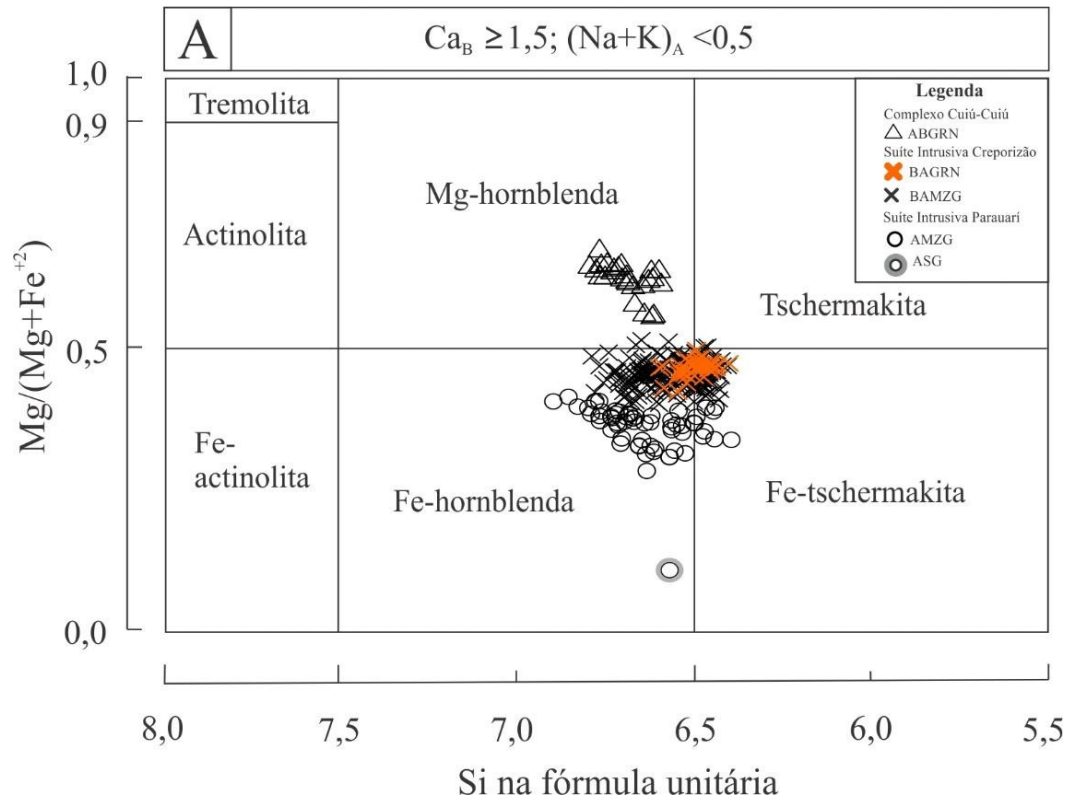 A
Ca_B ≥1,5; (Na+K)_A <0,5
1,0
0,9
0,5
0,0
Mg/(Mg+Fe⁺²)
Tremolita
Actinolita
Fe-
actinolita
Mg-hornblenda
Fe-hornblenda
Tschermakita
Fe-tschermakita
Legenda
Complexo Cuiú-Cuiú
ABGRN
Suíte Intrusiva Creporizão
BAGRN
BAMZG
Suíte Intrusiva Parauari
AMZG
ASG
8,0 7,5 7,0 6,5 6,0 5,5
Si na fórmula unitária